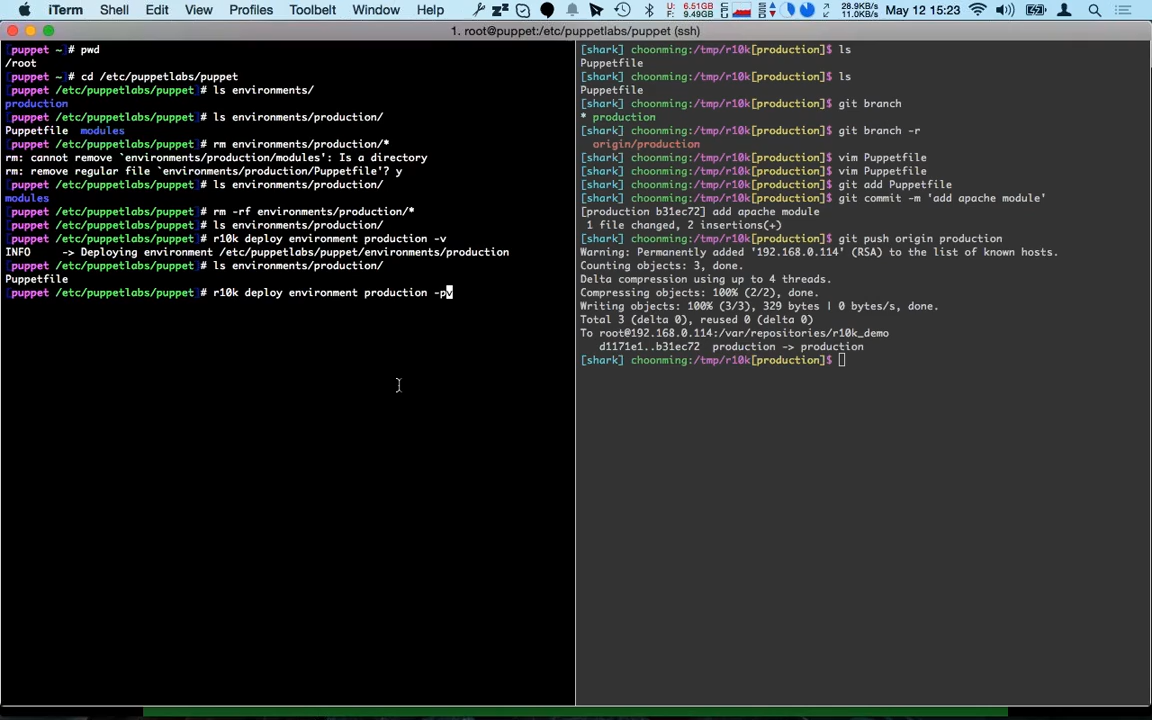 iTerm Shell Edit View Profiles Toolbelt Window Help U: 6.51GB F: 9.49GB 28.9KB/s 11.0KB/s May 12 15:23
1. root@puppet:/etc/puppetlabs/puppet (ssh)
[puppet ~]# pwd
/root
[puppet ~]# cd /etc/puppetlabs/puppet
[puppet /etc/puppetlabs/puppet]# ls environments/
production
[puppet /etc/puppetlabs/puppet]# ls environments/production/
Puppetfile  modules
[puppet /etc/puppetlabs/puppet]# rm environments/production/*
rm: cannot remove `environments/production/modules': Is a directory
rm: remove regular file `environments/production/Puppetfile'? y
[puppet /etc/puppetlabs/puppet]# ls environments/production/
modules
[puppet /etc/puppetlabs/puppet]# rm -rf environments/production/*
[puppet /etc/puppetlabs/puppet]# ls environments/production/
[puppet /etc/puppetlabs/puppet]# r10k deploy environment production -v
INFO     -> Deploying environment /etc/puppetlabs/puppet/environments/production
[puppet /etc/puppetlabs/puppet]# ls environments/production/
Puppetfile
[puppet /etc/puppetlabs/puppet]# r10k deploy environment production -pv
[shark] choonming:/tmp/r10k[production]$ ls
Puppetfile
[shark] choonming:/tmp/r10k[production]$ ls
Puppetfile
[shark] choonming:/tmp/r10k[production]$ git branch
* production
[shark] choonming:/tmp/r10k[production]$ git branch -r
origin/production
[shark] choonming:/tmp/r10k[production]$ vim Puppetfile
[shark] choonming:/tmp/r10k[production]$ vim Puppetfile
[shark] choonming:/tmp/r10k[production]$ git add Puppetfile
[shark] choonming:/tmp/r10k[production]$ git commit -m 'add apache module'
[production b31ec72] add apache module
1 file changed, 2 insertions(+)
[shark] choonming:/tmp/r10k[production]$ git push origin production
Warning: Permanently added '192.168.0.114' (RSA) to the list of known hosts.
Counting objects: 3, done.
Delta compression using up to 4 threads.
Compressing objects: 100% (2/2), done.
Writing objects: 100% (3/3), 329 bytes | 0 bytes/s, done.
Total 3 (delta 0), reused 0 (delta 0)
To root@192.168.0.114:/var/repositories/r10k_demo
d1171e1..b31ec72  production -> production
[shark] choonming:/tmp/r10k[production]$